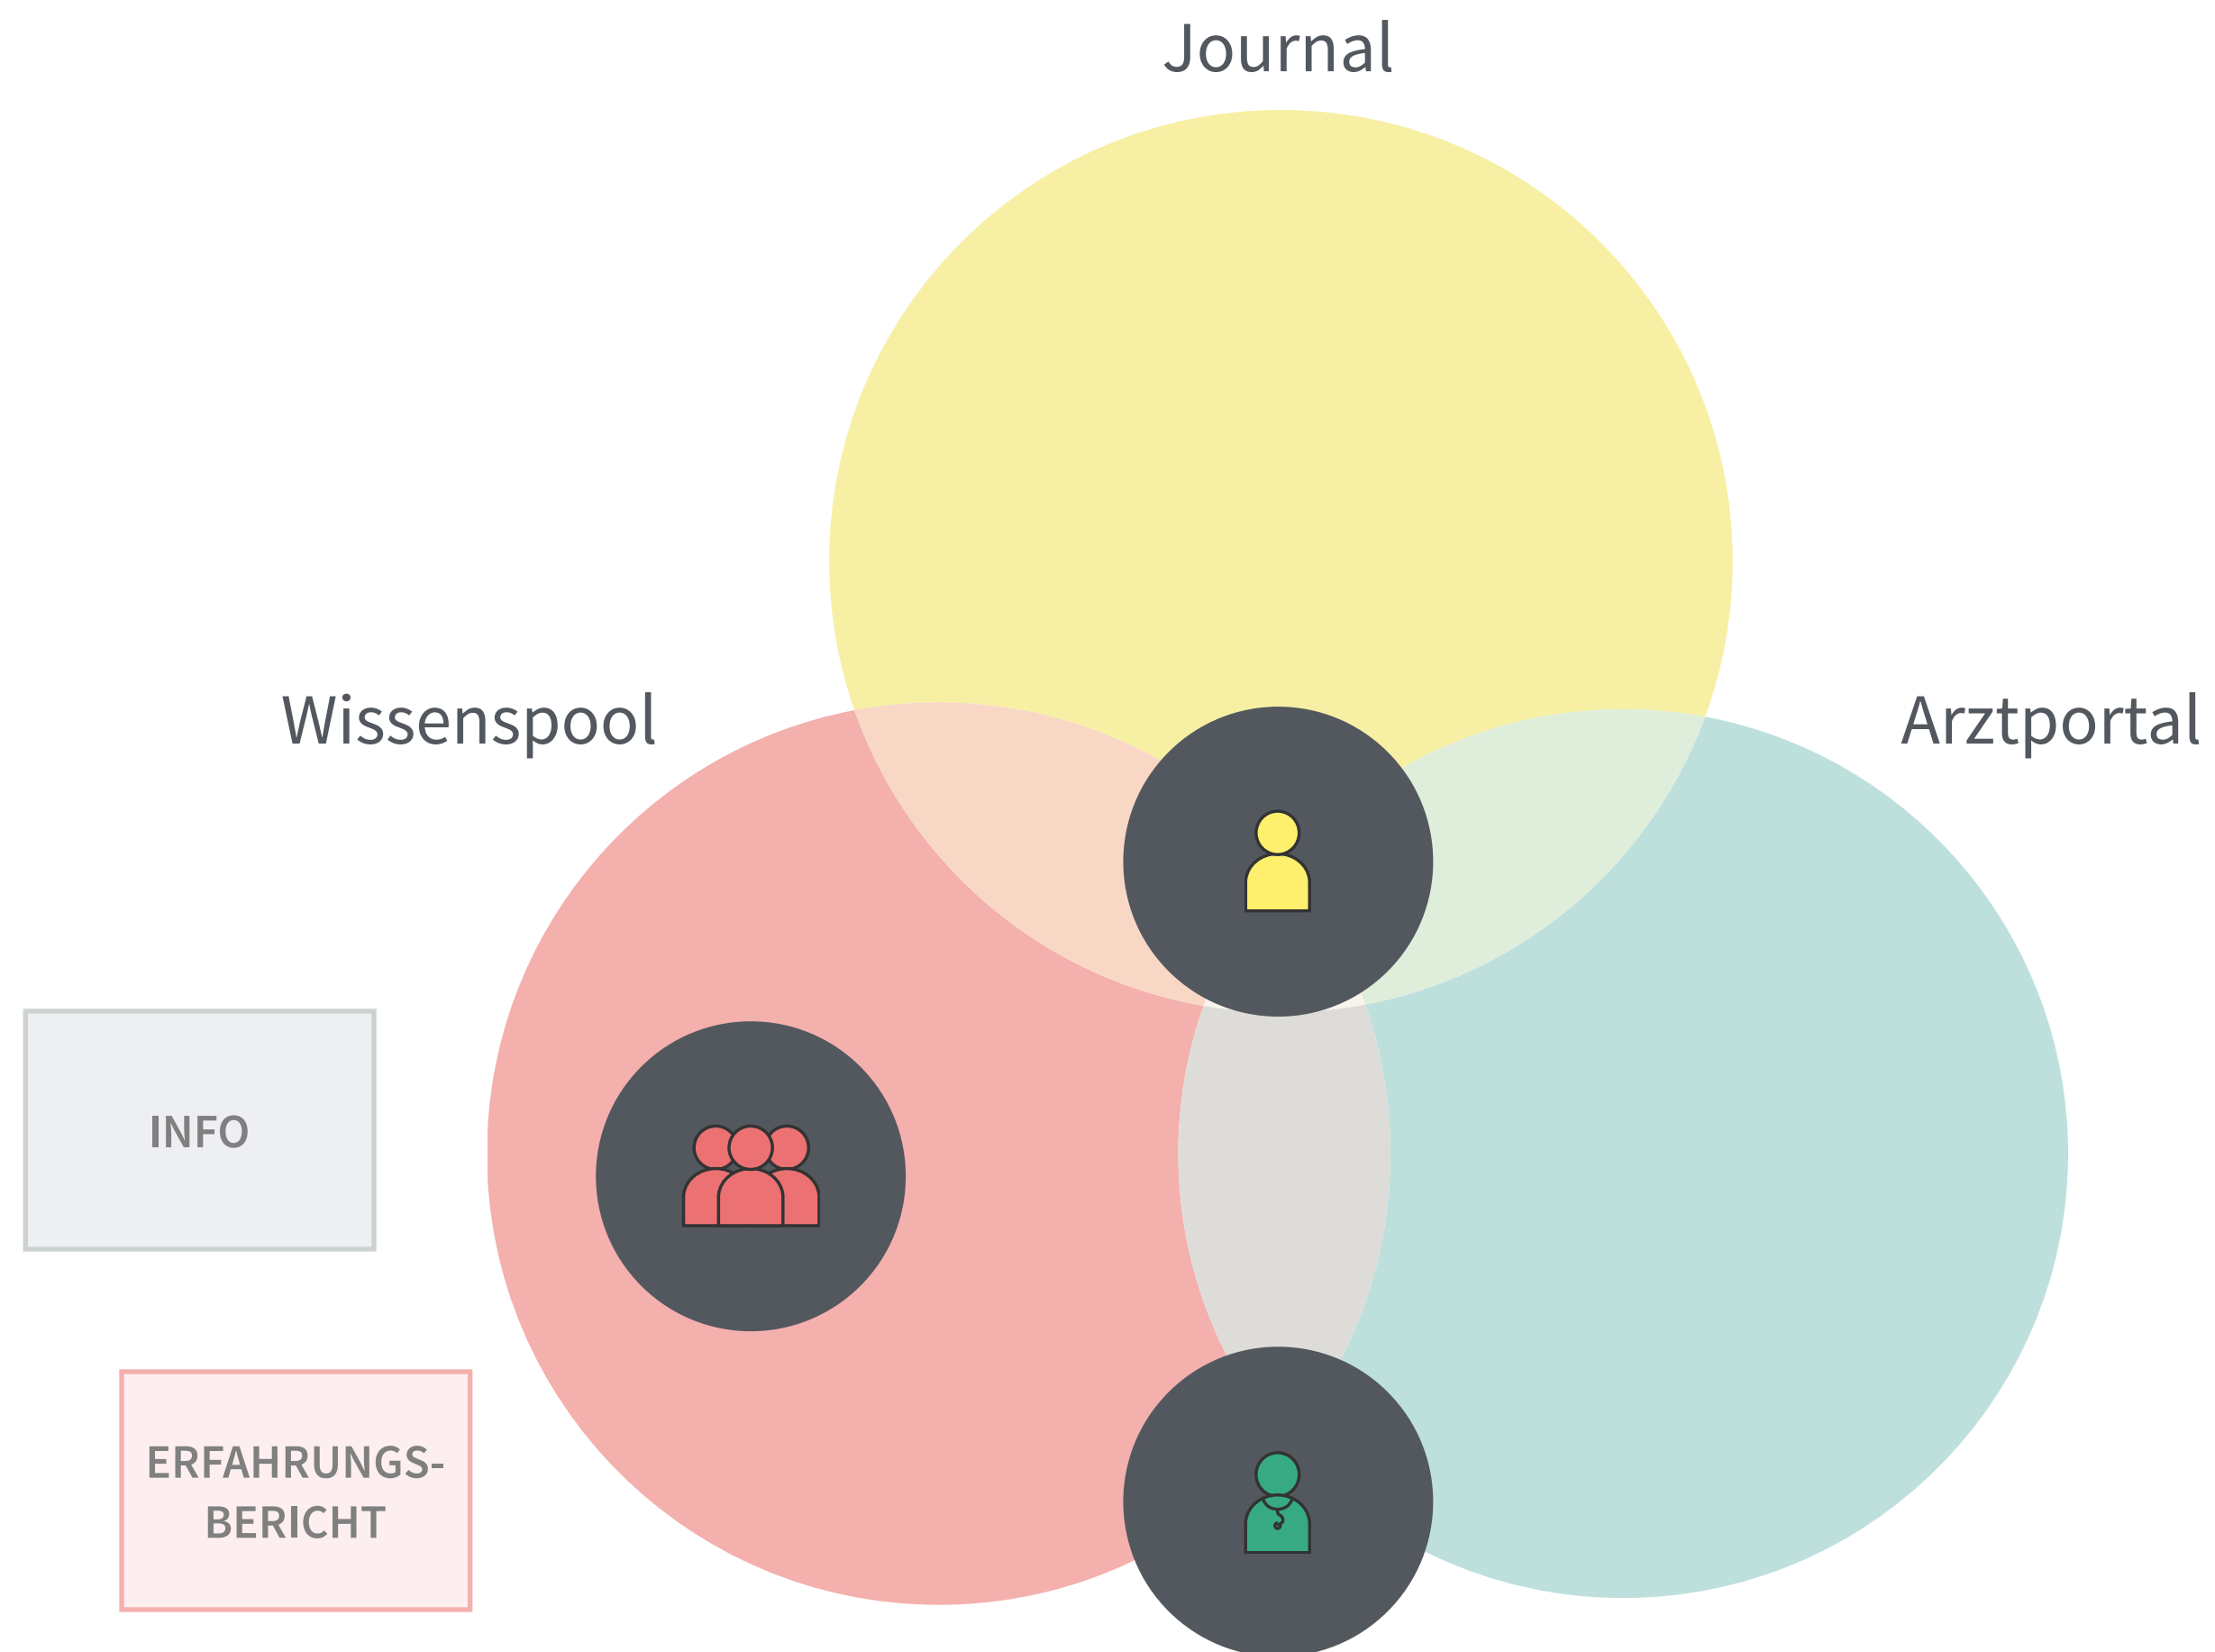 Journal
Wissenspool
Arztportal
INFO
ERFAHRUNGS-
BERICHT